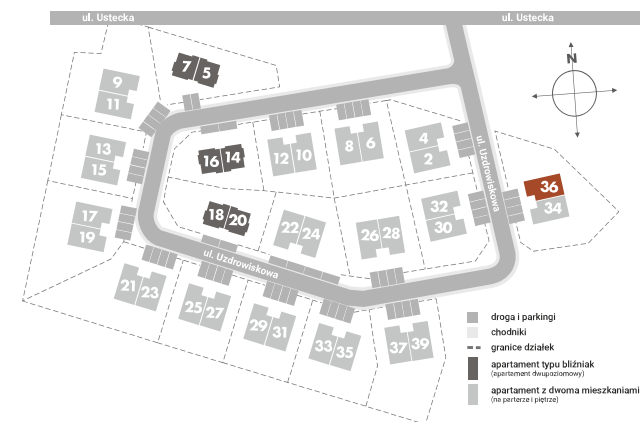 ul. Ustecka
ul. Ustecka
N
7 5
9
11
13
15
16 14
12 10
8 6
4
2
36
34
17
19
18 20
22 24
26 28
32
30
ul. Uzdrowiskowa
ul. Uzdrowiskowa
21 23
25 27
29 31
33 35
37 39
droga i parkingi
chodniki
granice działek
apartament typu bliźniak
(apartament dwupoziomowy)
apartament z dwoma mieszkaniami
(na parterze i piętrze)